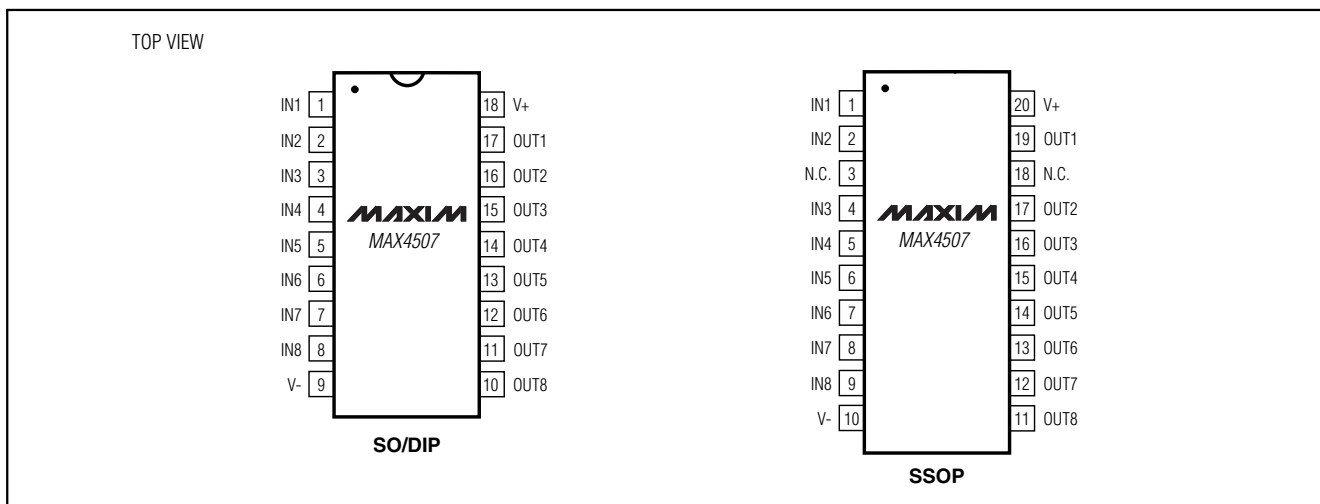 TOP VIEW
IN1 1 18 V+
IN2 2 17 OUT1
IN3 3 16 OUT2
IN4 4 15 OUT3
IN5 5 14 OUT4
IN6 6 13 OUT5
IN7 7 12 OUT6
IN8 8 11 OUT7
V- 9 10 OUT8
MAXIM
MAX4507
SO/DIP
IN1 1 20 V+
IN2 2 19 OUT1
N.C. 3 18 N.C.
IN3 4 17 OUT2
IN4 5 16 OUT3
IN5 6 15 OUT4
IN6 7 14 OUT5
IN7 8 13 OUT6
IN8 9 12 OUT7
V- 10 11 OUT8
MAXIM
MAX4507
SSOP